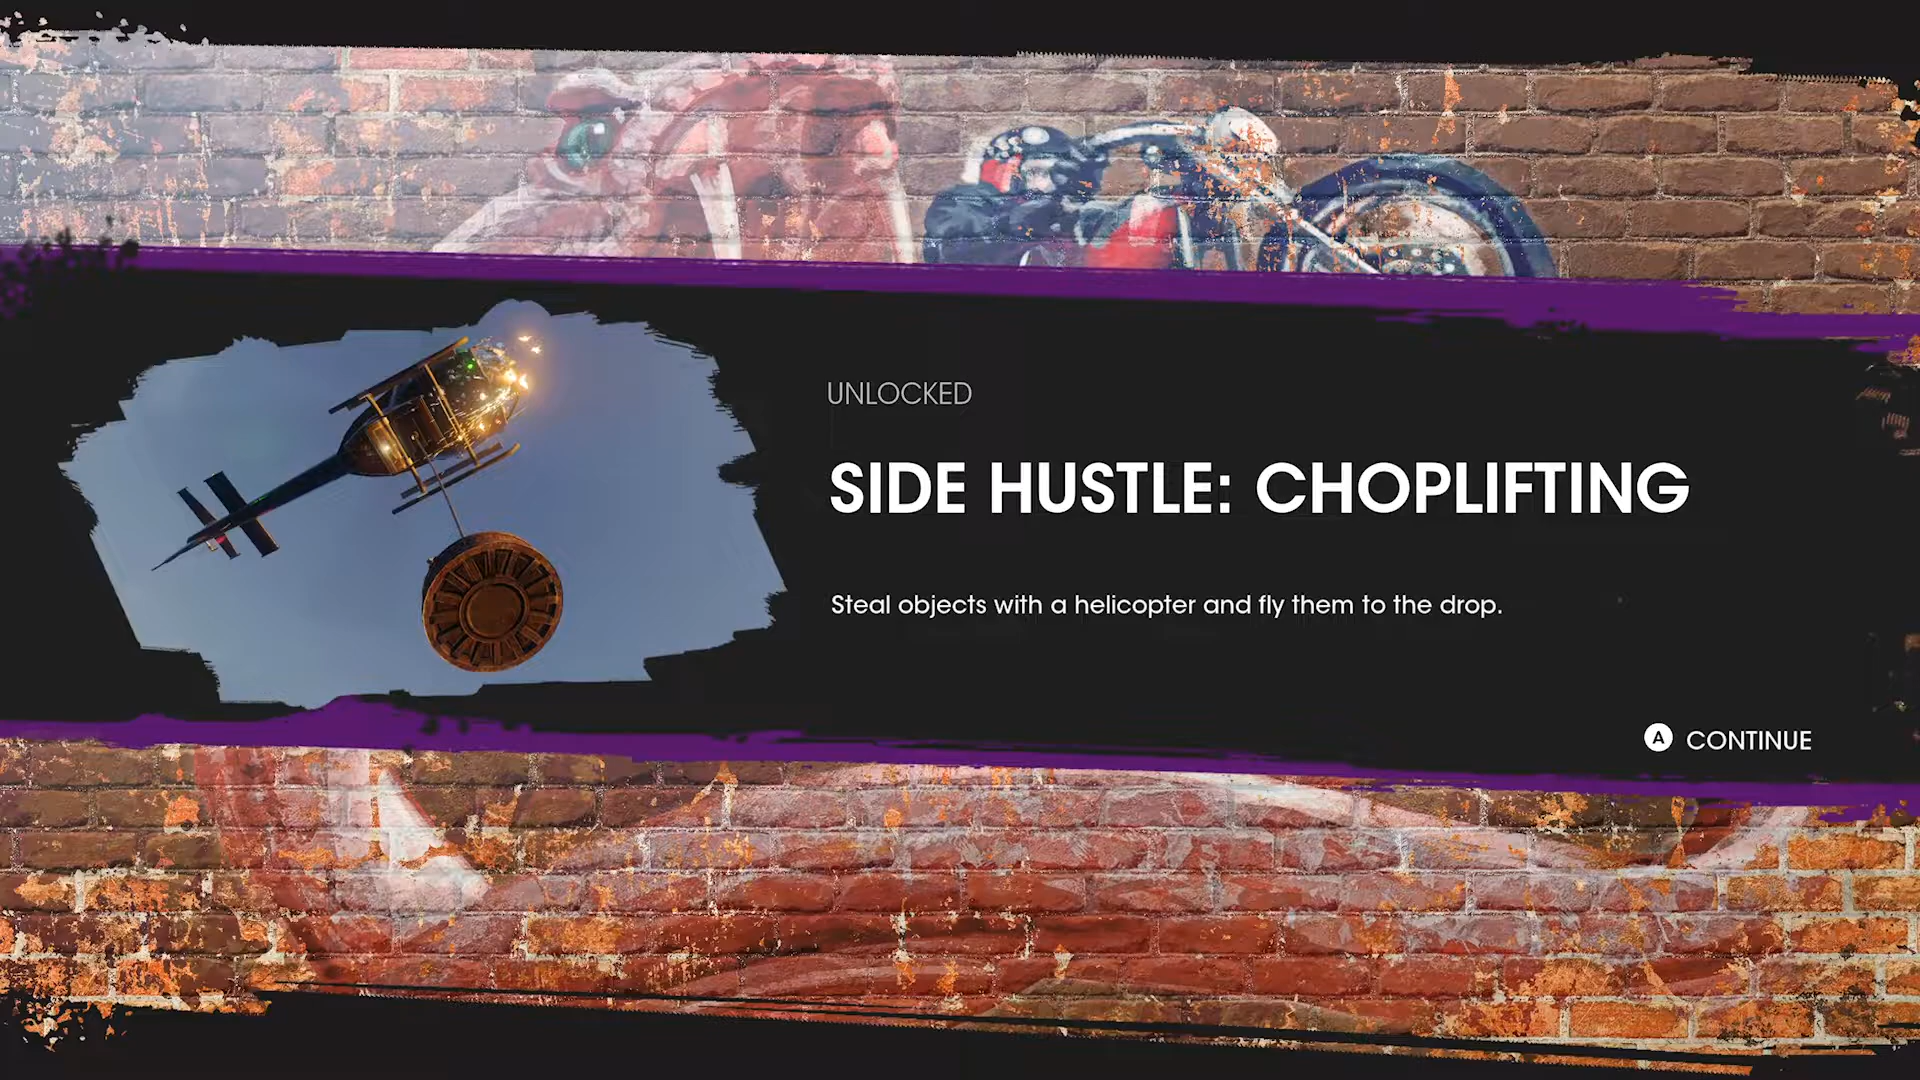 UNLOCKED
SIDE HUSTLE: CHOPLIFTING
Steal objects with a helicopter and fly them to the drop.
A CONTINUE